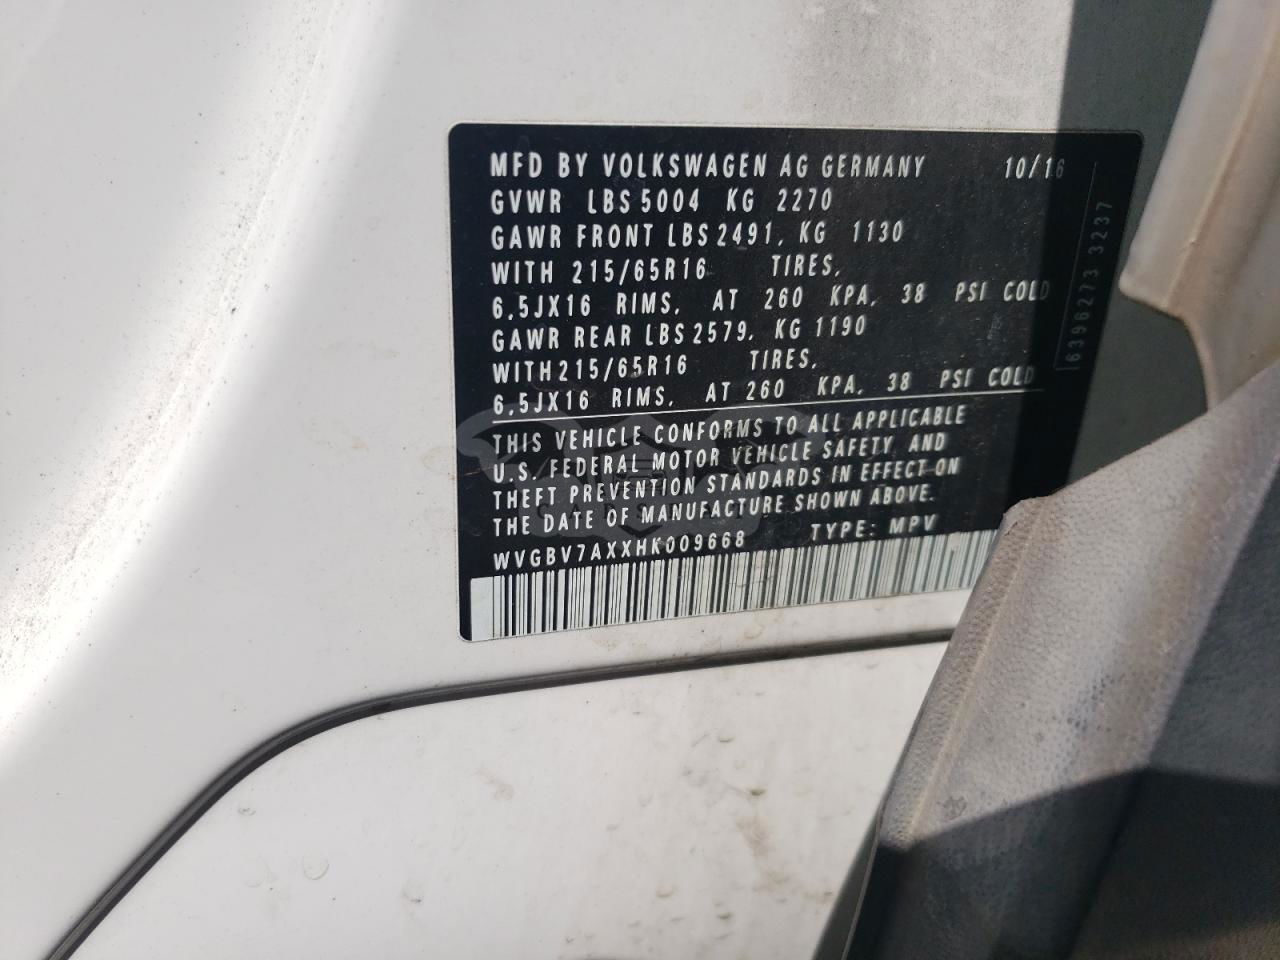 MFD BY VOLKSWAGEN AG GERMANY 10/16
GVWR LBS 5004 KG 2270
GAWR FRONT LBS 2491, KG 1130
WITH 215/65R16 TIRES,
6,5JX16 RIMS, AT 260 KPA, 38 PSI COLD
GAWR REAR LBS 2579, KG 1190
WITH 215/65R16 TIRES,
6,5JX16 RIMS, AT 260 KPA, 38 PSI COLD
THIS VEHICLE CONFORMS TO ALL APPLICABLE
U.S. FEDERAL MOTOR VEHICLE SAFETY, AND
THEFT PREVENTION STANDARDS IN EFFECT ON
THE DATE OF MANUFACTURE SHOWN ABOVE.
WVGBV7AXXHK009668 TYPE: MPV
6396273 3237